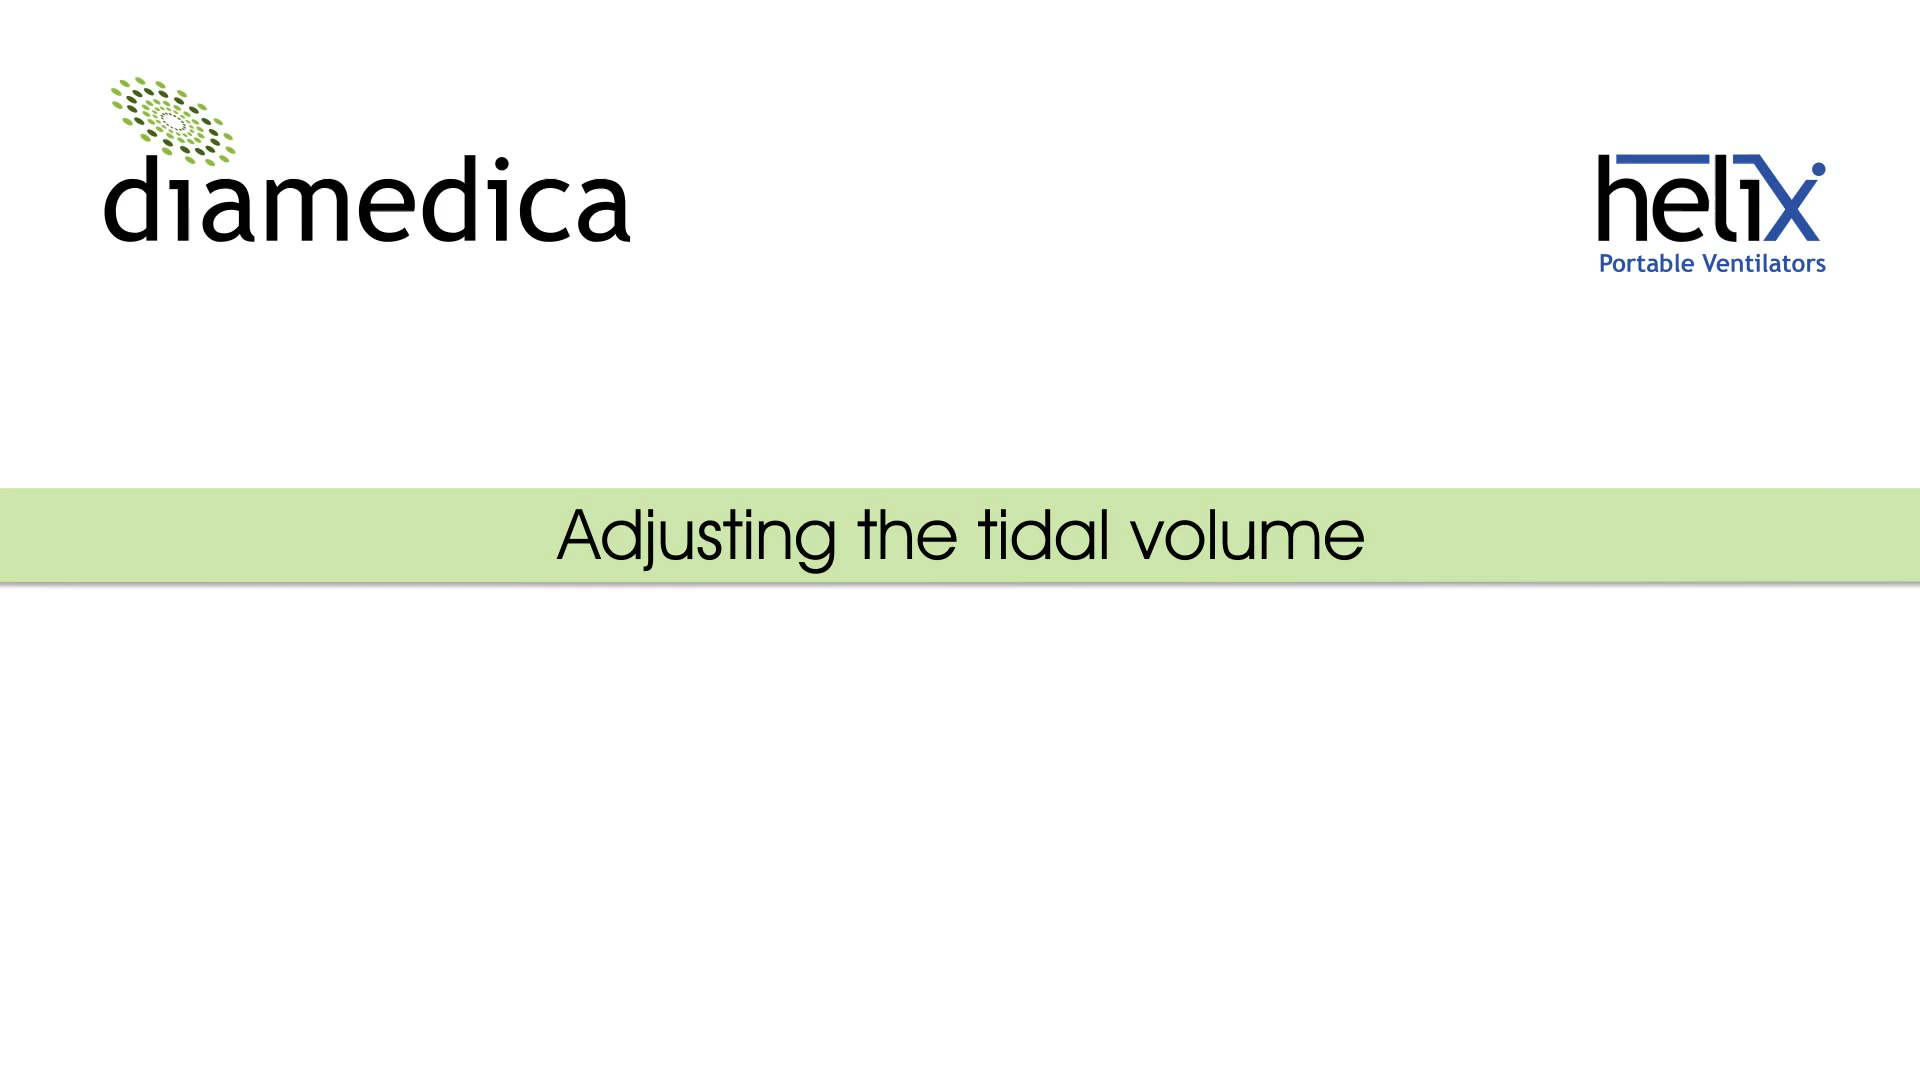 diamedica
helix
Portable Ventilators
Adjusting the tidal volume